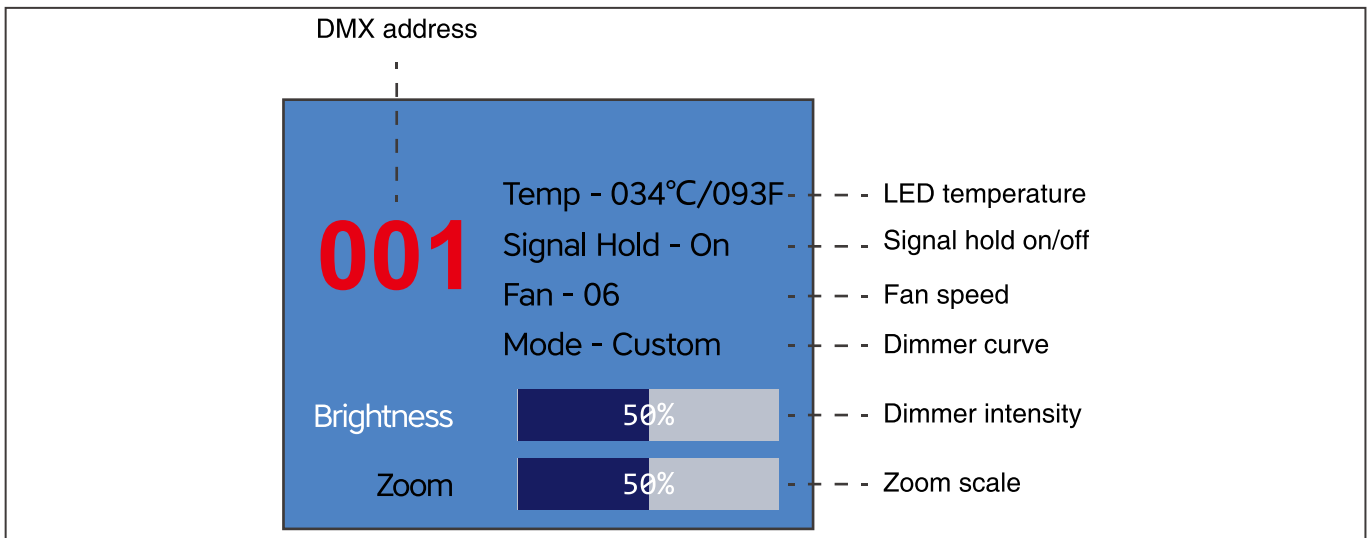 DMX address
001
Temp - 034℃/093F
LED temperature
Signal Hold - On
Signal hold on/off
Fan - 06
Fan speed
Mode - Custom
Dimmer curve
Brightness
50%
Dimmer intensity
Zoom
50%
Zoom scale